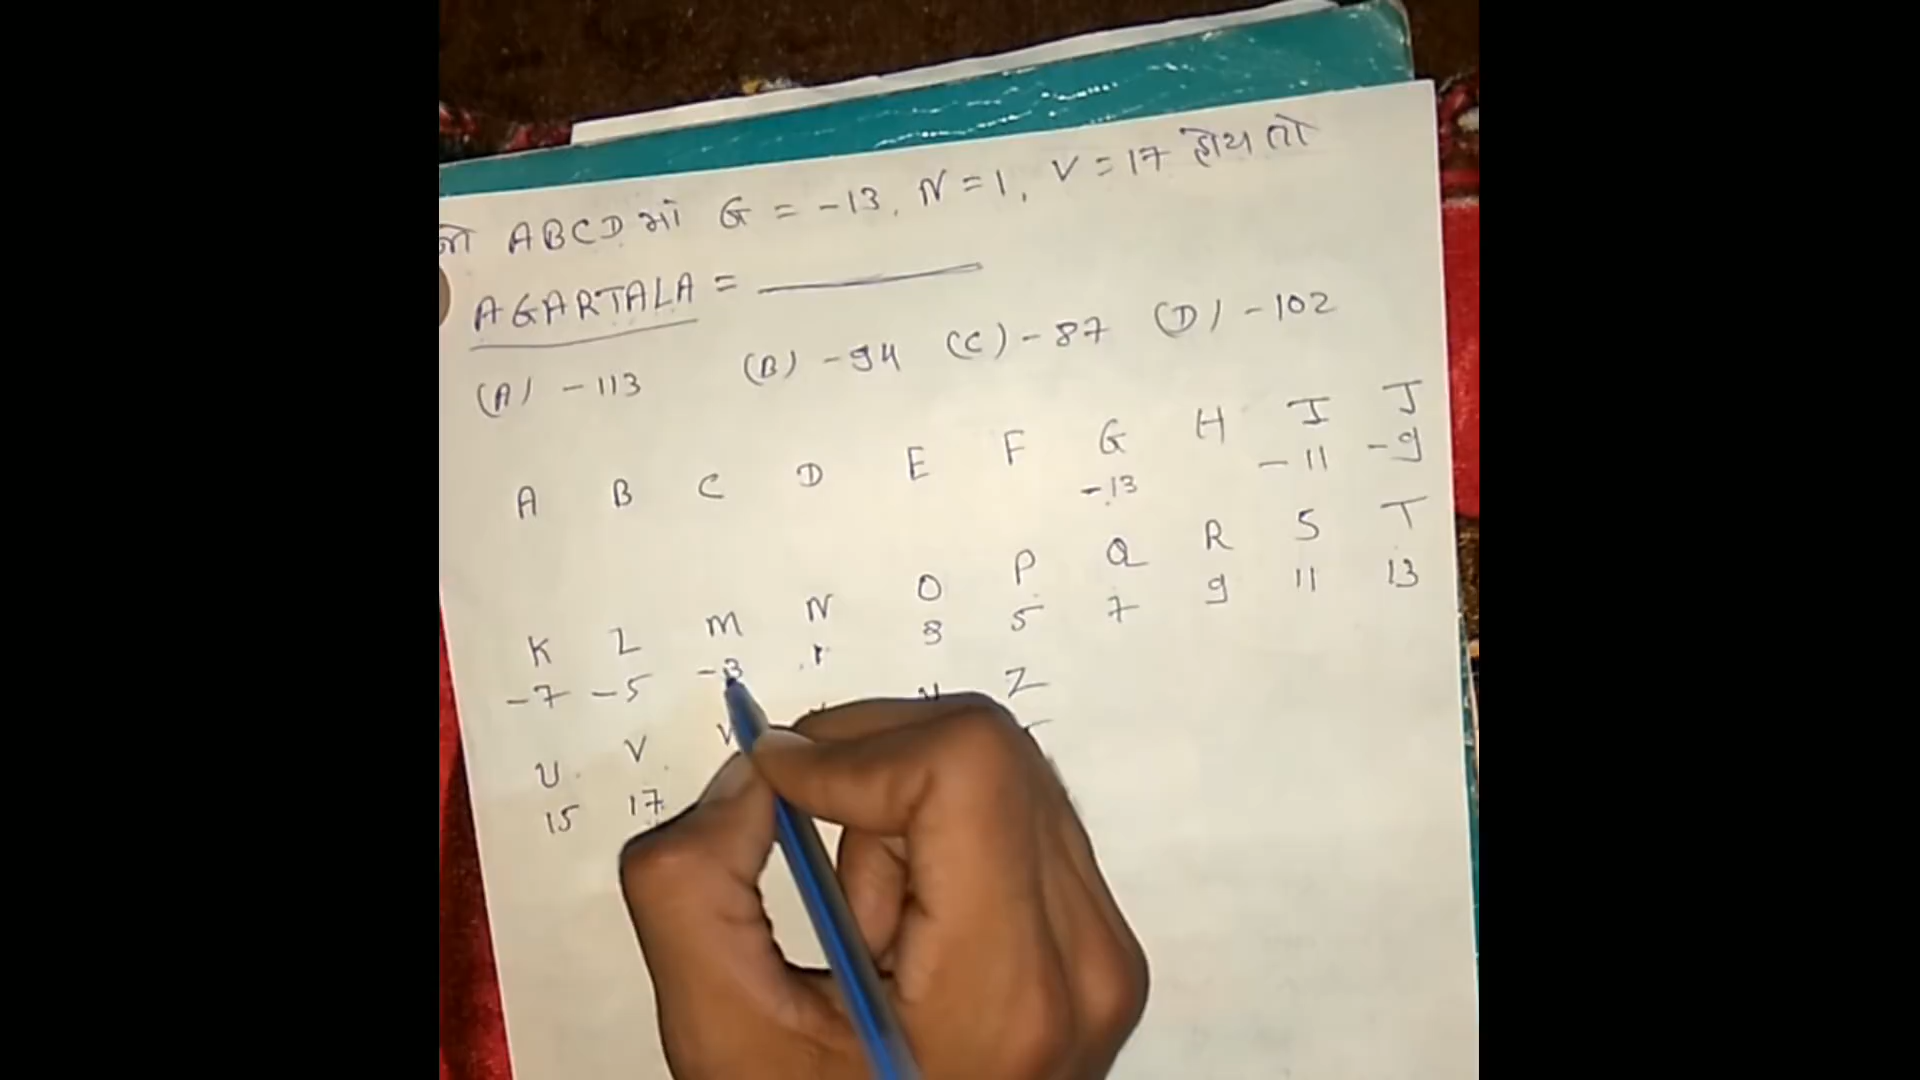 જો ABCD માં G = -13, N = 1, V = 17 હોય તો
AGARTALA = ______
(A) -113 (B) -94 (C) -87 (D) -102
A B C D E F G H I J
-13 -11 -9
K L M N O P Q R S T
-7 -5 -3 1 3 5 7 9 11 13
U V Z
15 17